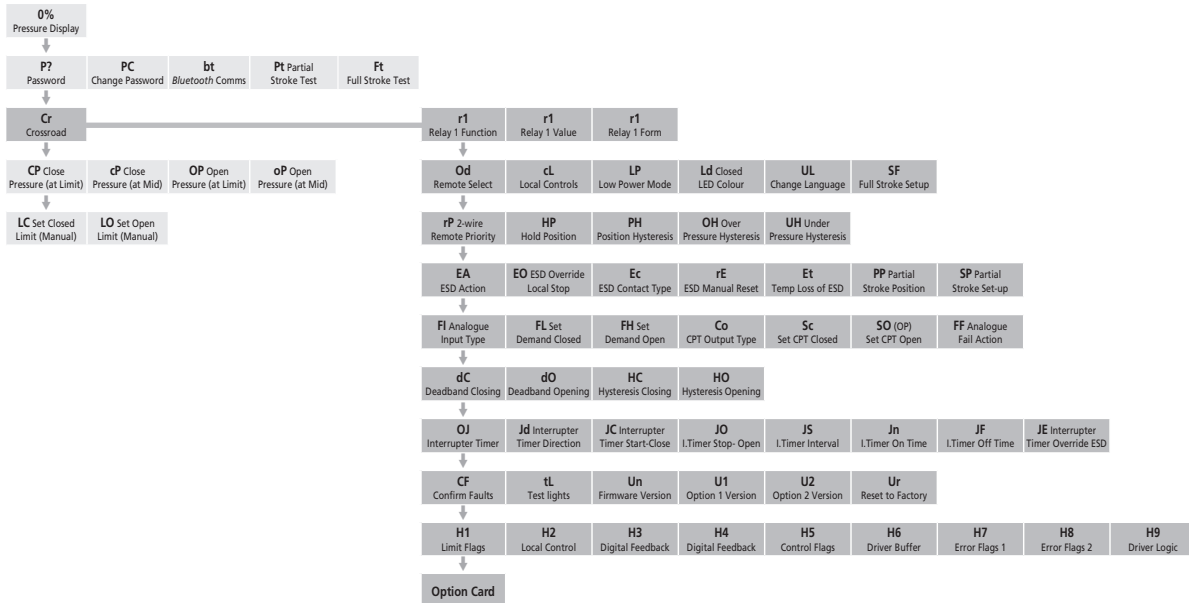 0%
Pressure Display
P?
Password
PC
Change Password
bt
Bluetooth Comms
Pt Partial
Stroke Test
Ft
Full Stroke Test
Cr
Crossroad
r1
Relay 1 Function
r1
Relay 1 Value
r1
Relay 1 Form
CP Close
Pressure (at Limit)
cP Close
Pressure (at Mid)
OP Open
Pressure (at Limit)
oP Open
Pressure (at Mid)
Od
Remote Select
cL
Local Controls
LP
Low Power Mode
Ld Closed
LED Colour
UL
Change Language
SF
Full Stroke Setup
LC Set Closed
Limit (Manual)
LO Set Open
Limit (Manual)
rP 2-wire
Remote Priority
HP
Hold Position
PH
Position Hysteresis
OH Over
Pressure Hysteresis
UH Under
Pressure Hysteresis
EA
ESD Action
EO ESD Override
Local Stop
Ec
ESD Contact Type
rE
ESD Manual Reset
Et
Temp Loss of ESD
PP Partial
Stroke Position
SP Partial
Stroke Set-up
FI Analogue
Input Type
FL Set
Demand Closed
FH Set
Demand Open
Co
CPT Output Type
Sc
Set CPT Closed
SO (OP)
Set CPT Open
FF Analogue
Fail Action
dC
Deadband Closing
dO
Deadband Opening
HC
Hysteresis Closing
HO
Hysteresis Opening
OJ
Interrupter Timer
Jd Interrupter
Timer Direction
JC Interrupter
Timer Start-Close
JO
I.Timer Stop- Open
JS
I.Timer Interval
Jn
I.Timer On Time
JF
I.Timer Off Time
JE Interrupter
Timer Override ESD
CF
Confirm Faults
tL
Test lights
Un
Firmware Version
U1
Option 1 Version
U2
Option 2 Version
Ur
Reset to Factory
H1
Limit Flags
H2
Local Control
H3
Digital Feedback
H4
Digital Feedback
H5
Control Flags
H6
Driver Buffer
H7
Error Flags 1
H8
Error Flags 2
H9
Driver Logic
Option Card